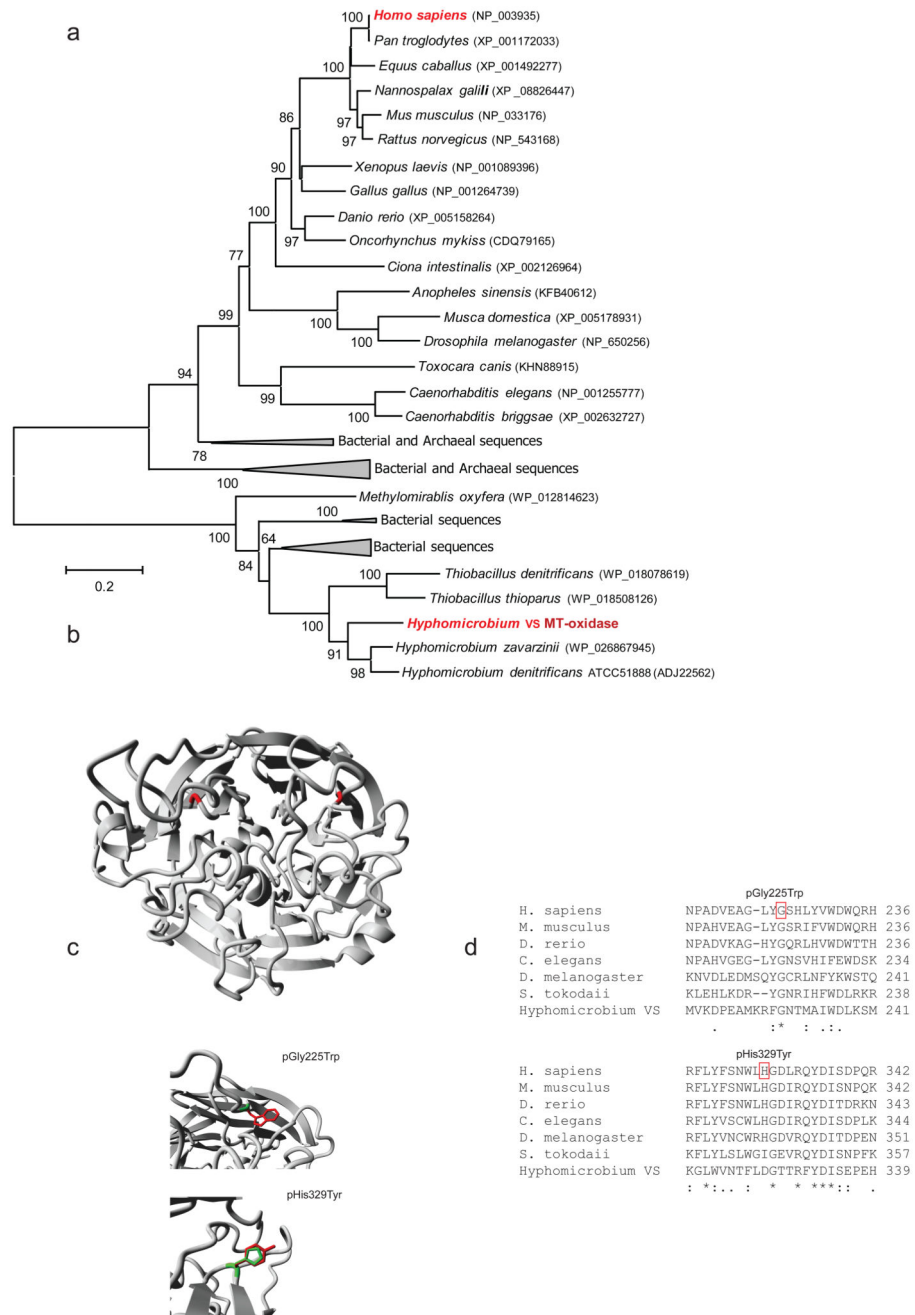 a
100 Homo sapiens (NP_003935)
Pan troglodytes (XP_001172033)
100 Equus caballus (XP_001492277)
Nannospalax galili (XP _08826447)
86 97 Mus musculus (NP_033176)
97 Rattus norvegicus (NP_543168)
90 Xenopus laevis (NP_001089396)
Gallus gallus (NP_001264739)
100 Danio rerio (XP_005158264)
97 Oncorhynchus mykiss (CDQ79165)
77 Ciona intestinalis (XP_002126964)
Anopheles sinensis (KFB40612)
99 100 Musca domestica (XP_005178931)
100 Drosophila melanogaster (NP_650256)
94 Toxocara canis (KHN88915)
99 Caenorhabditis elegans (NP_001255777)
100 Caenorhabditis briggsae (XP_002632727)
Bacterial and Archaeal sequences
78
Bacterial and Archaeal sequences
100
Methylomirablis oxyfera (WP_012814623)
100 100 Bacterial sequences
64 Bacterial sequences
84
0.2
100 Thiobacillus denitrificans (WP_018078619)
Thiobacillus thioparus (WP_018508126)
100 Hyphomicrobium VS MT-oxidase
b
91 Hyphomicrobium zavarzinii (WP_026867945)
98 Hyphomicrobium denitrificans ATCC51888 (ADJ22562)
c
pGly225Trp
pHis329Tyr
d
pGly225Trp
H. sapiens NPADVEAG-LYGSHLYVWDWQRH 236
M. musculus NPAHVEAG-LYGSRIFVWDWQRH 236
D. rerio NPADVKAG-HYGQRLHVWDWTTH 236
C. elegans NPAHVGEG-LYGNSVHIFEWDSK 234
D. melanogaster KNVDLEDMSQYGCRLNFYKWSTQ 241
S. tokodaii KLEHLKDR--YGNRIHFWDLRKR 238
Hyphomicrobium VS MVKDPEAMKRFGNTMAIWDLKSM 241
. :* : .:.
pHis329Tyr
H. sapiens RFLYFSNWLHGDLRQYDISDPQR 342
M. musculus RFLYFSNWLHGDIRQYDISNPQK 342
D. rerio RFLYFSNWLHGDIRQYDITDRKN 343
C. elegans RFLYVSCWLHGDIRQYDISDPLK 344
D. melanogaster RFLYVNCWRHGDVRQYDITDPEN 351
S. tokodaii KFLYLSLWGIGEVRQYDISNPFK 357
Hyphomicrobium VS KGLWVNTFLDGTTRFYDISEPEH 339
: *:.. : * * ***:: .